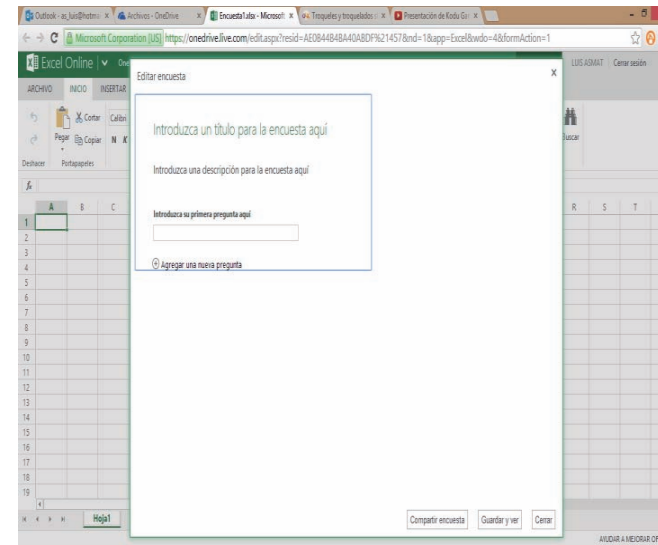 Outlook - as_luis@hotma
Archivos - OneDrive
Encuesta1.xlsx - Microsoft
Troqueles y troquelados
Presentación de Kodu Ga
Microsoft Corporation [US] https://onedrive.live.com/edit.aspx?resid=AE0B44B4BA40ABDF%21457&nd=1&app=Excel&wdo=4&formAction=1
Excel Online
One
LUIS ASMAT
Cerrar sesión
ARCHIVO
INICIO
INSERTAR
Pegar
Cortar
Copiar
Calibri
N K
Buscar
Deshacer
Portapapeles
fx
A B C R S T
1
2
3
4
5
6
7
8
9
10
11
12
13
14
15
16
17
18
19
Editar encuesta
x
Introduzca un título para la encuesta aquí
Introduzca una descripción para la encuesta aquí
Introduzca su primera pregunta aquí
Agregar una nueva pregunta
Compartir encuesta
Guardar y ver
Cerrar
Hoja1
AYUDAR A MEJORAR OF